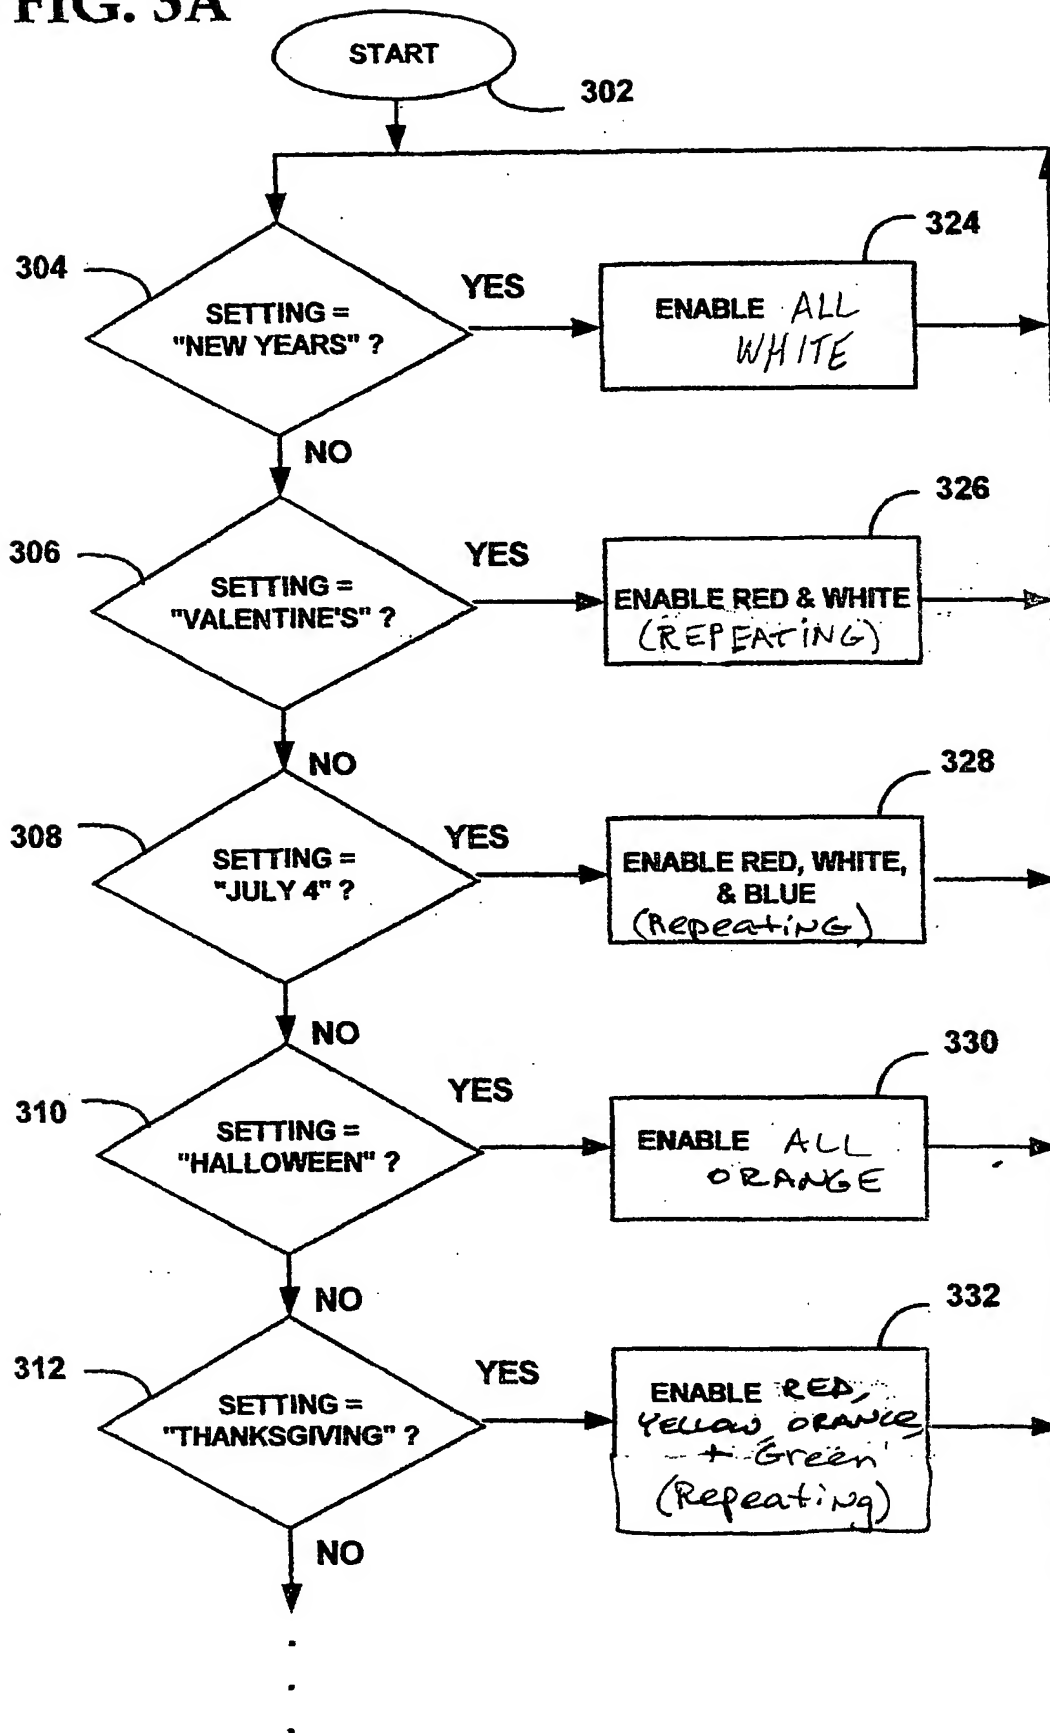 FIG. 3A
START
302
324
304
SETTING =
"NEW YEARS" ?
YES
ENABLE ALL
WHITE
NO
326
306
SETTING =
"VALENTINE'S" ?
YES
ENABLE RED & WHITE
(REPEATING)
NO
328
308
SETTING =
"JULY 4" ?
YES
ENABLE RED, WHITE,
& BLUE
(Repeating)
NO
330
310
SETTING =
"HALLOWEEN" ?
YES
ENABLE ALL
ORANGE
NO
332
312
SETTING =
"THANKSGIVING" ?
YES
ENABLE RED,
YELLOW, ORANGE,
+ Green
(Repeating)
NO